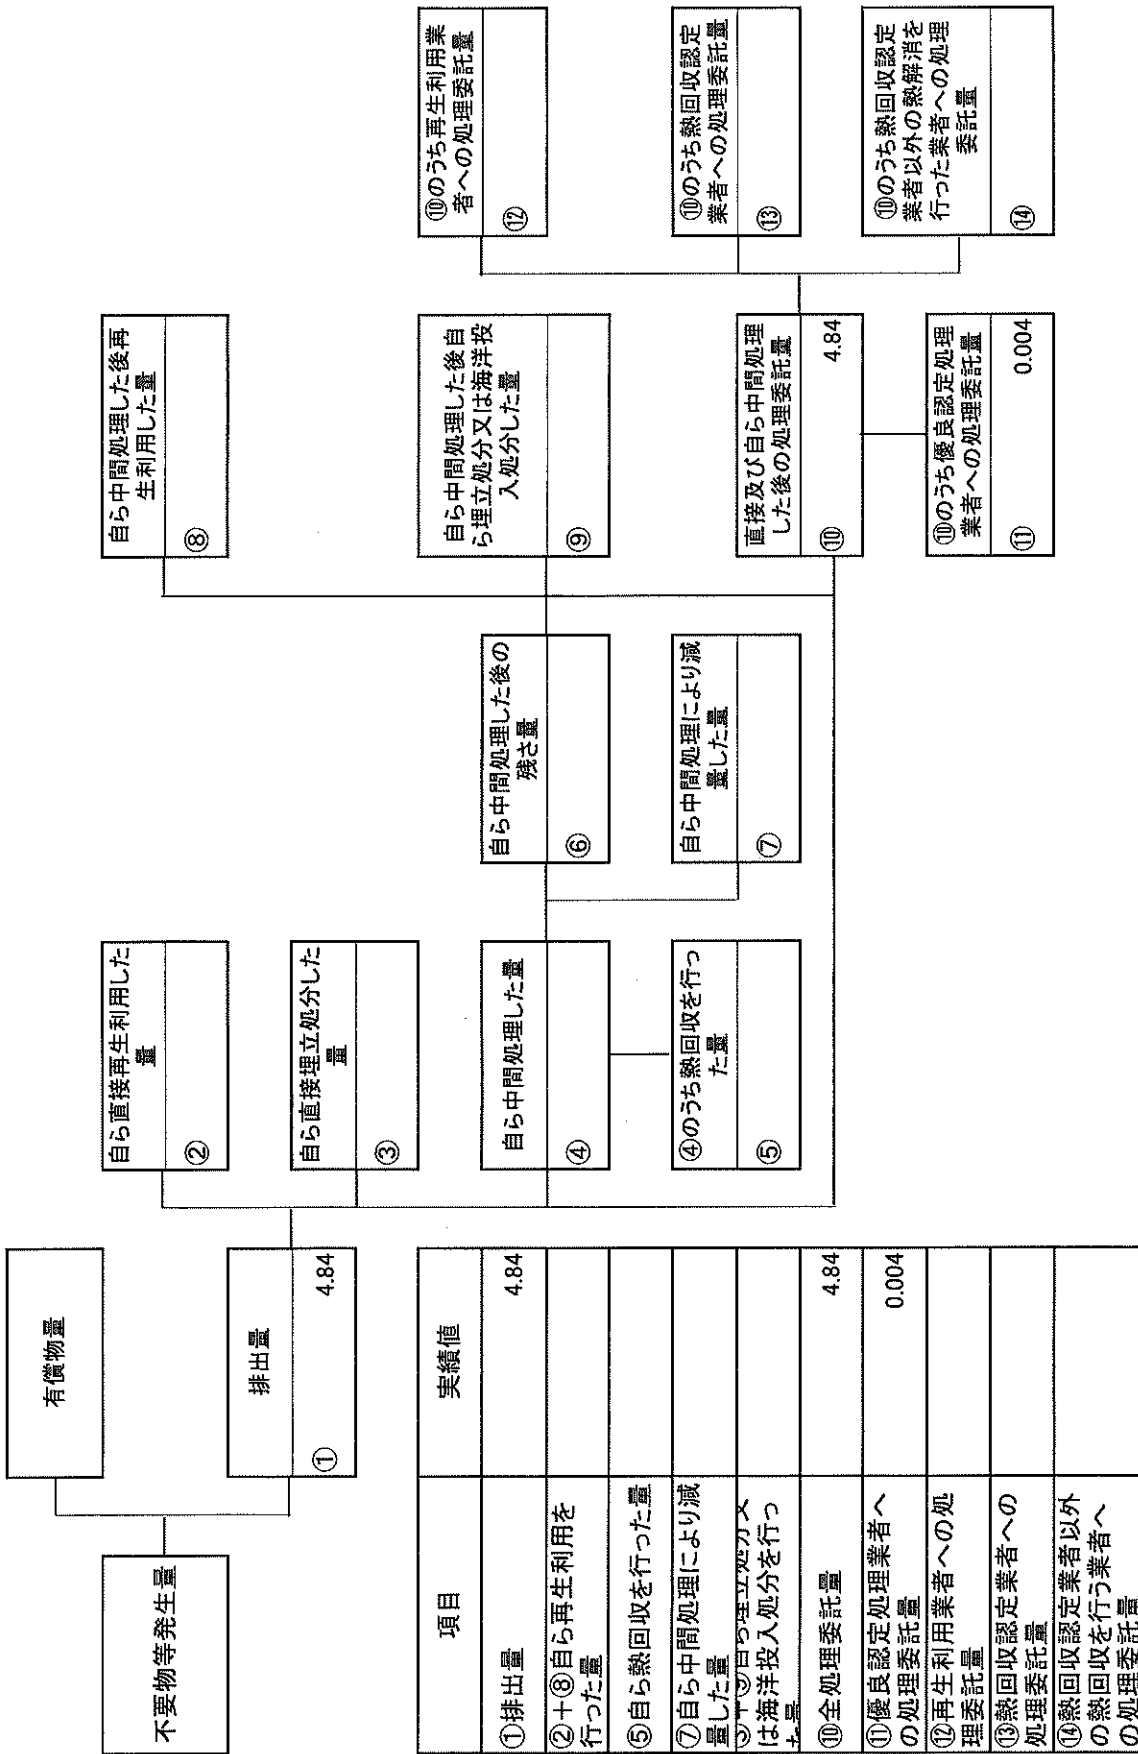 有償物量
不要物等発生量
排出量
① 4.84
自ら直接再生利用した
量
②
自ら直接埋立処分した
量
③
自ら中間処理した量
④
④のうち熱回収を行っ
た量
⑤
自ら中間処理した後の
残さ量
⑥
自ら中間処理により減
量した量
⑦
自ら中間処理した後再
生利用した量
⑧
自ら中間処理した後自
ら埋立処分又は海洋投
入処分した量
⑨
直接及び自ら中間処理
した後の処理委託量
⑩ 4.84
⑩のうち優良認定処理
業者への処理委託量
⑪ 0.004
⑩のうち再生利用業
者への処理委託量
⑫
⑩のうち熱回収認定
業者への処理委託量
⑬
⑩のうち熱回収認定
業者以外の熱解消を
行った業者への処理
委託量
⑭
項目 実績値
①排出量 4.84
②+⑧自ら再生利用を
行った量
⑤自ら熱回収を行った量
⑦自ら中間処理により減
量した量
③+⑨自ら埋立処分又
は海洋投入処分を行っ
た量
⑩全処理委託量 4.84
⑪優良認定処理業者へ
の処理委託量 0.004
⑫再生利用業者への処
理委託量
⑬熱回収認定業者への
処理委託量
⑭熱回収認定業者以外
の熱回収を行う業者へ
の処理委託量